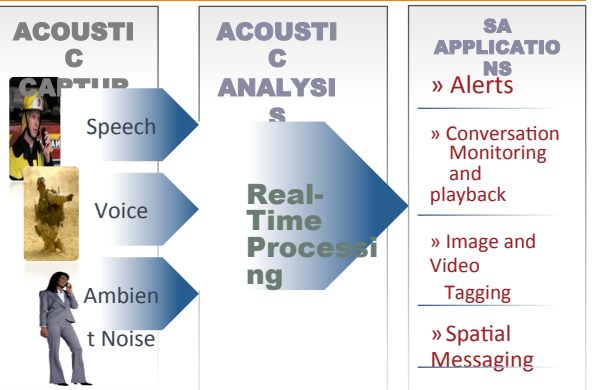 ACOUSTI
C
CAPTUR
Speech
Voice
Ambien
t Noise
ACOUSTI
C
ANALYSI
S
Real-
Time
Processi
ng
SA
APPLICATIO
NS
» Alerts
» Conversation
Monitoring
and
playback
» Image and
Video
Tagging
» Spatial
Messaging